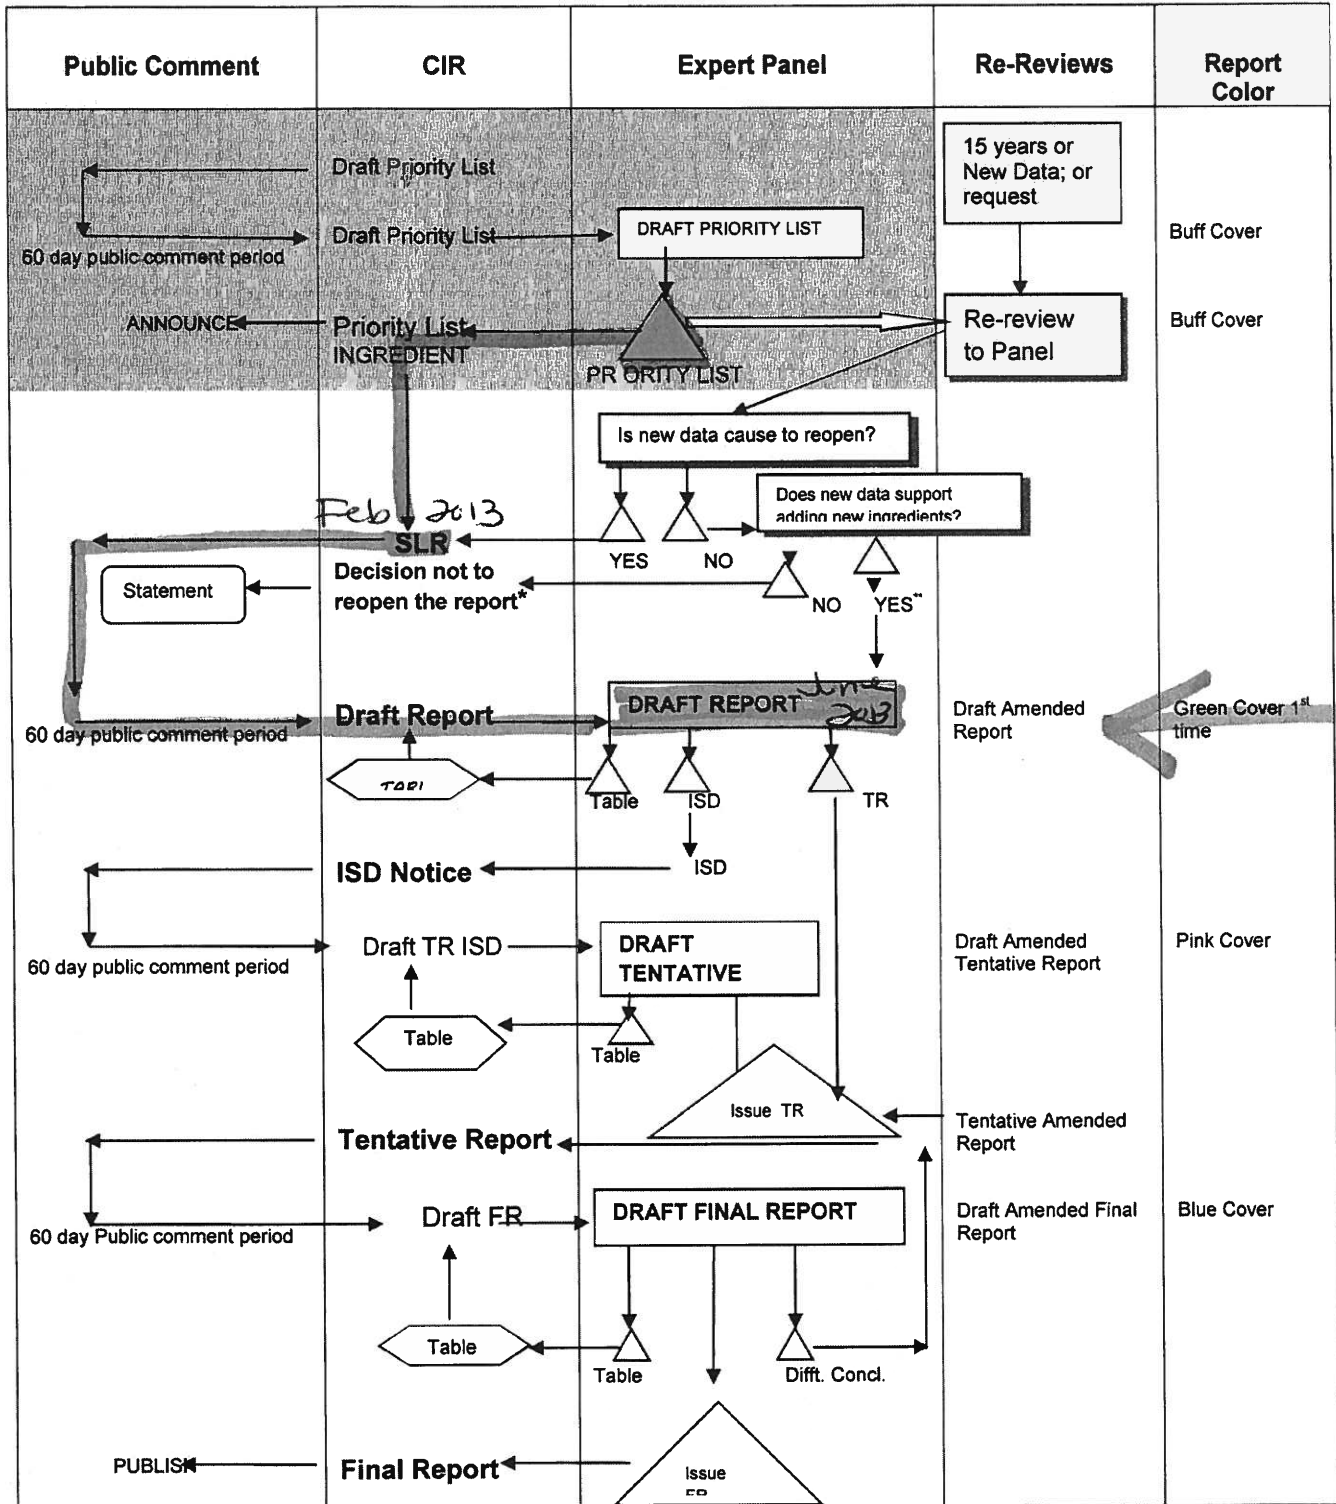 Public Comment
CIR
Expert Panel
Re-Reviews
Report
Color
Draft Priority List
15 years or
New Data; or
request
60 day public comment period
Draft Priority List
DRAFT PRIORITY LIST
Buff Cover
ANNOUNCE
Priority List
INGREDIENT
PR ORITY LIST
Re-review
to Panel
Buff Cover
Is new data cause to reopen?
Does new data support
adding new ingredients?
Feb 2013
SLR
YES
NO
Statement
Decision not to
reopen the report*
NO
YES**
60 day public comment period
Draft Report
DRAFT REPORT
June
2013
Draft Amended
Report
Green Cover 1st
time
Table
ISD
TR
ISD Notice
ISD
60 day public comment period
Draft TR ISD
DRAFT
TENTATIVE
Draft Amended
Tentative Report
Pink Cover
Table
Table
Issue TR
Tentative Report
Tentative Amended
Report
60 day Public comment period
Draft FR
DRAFT FINAL REPORT
Draft Amended Final
Report
Blue Cover
Table
Table
Difft. Concl.
PUBLISH
Final Report
Issue